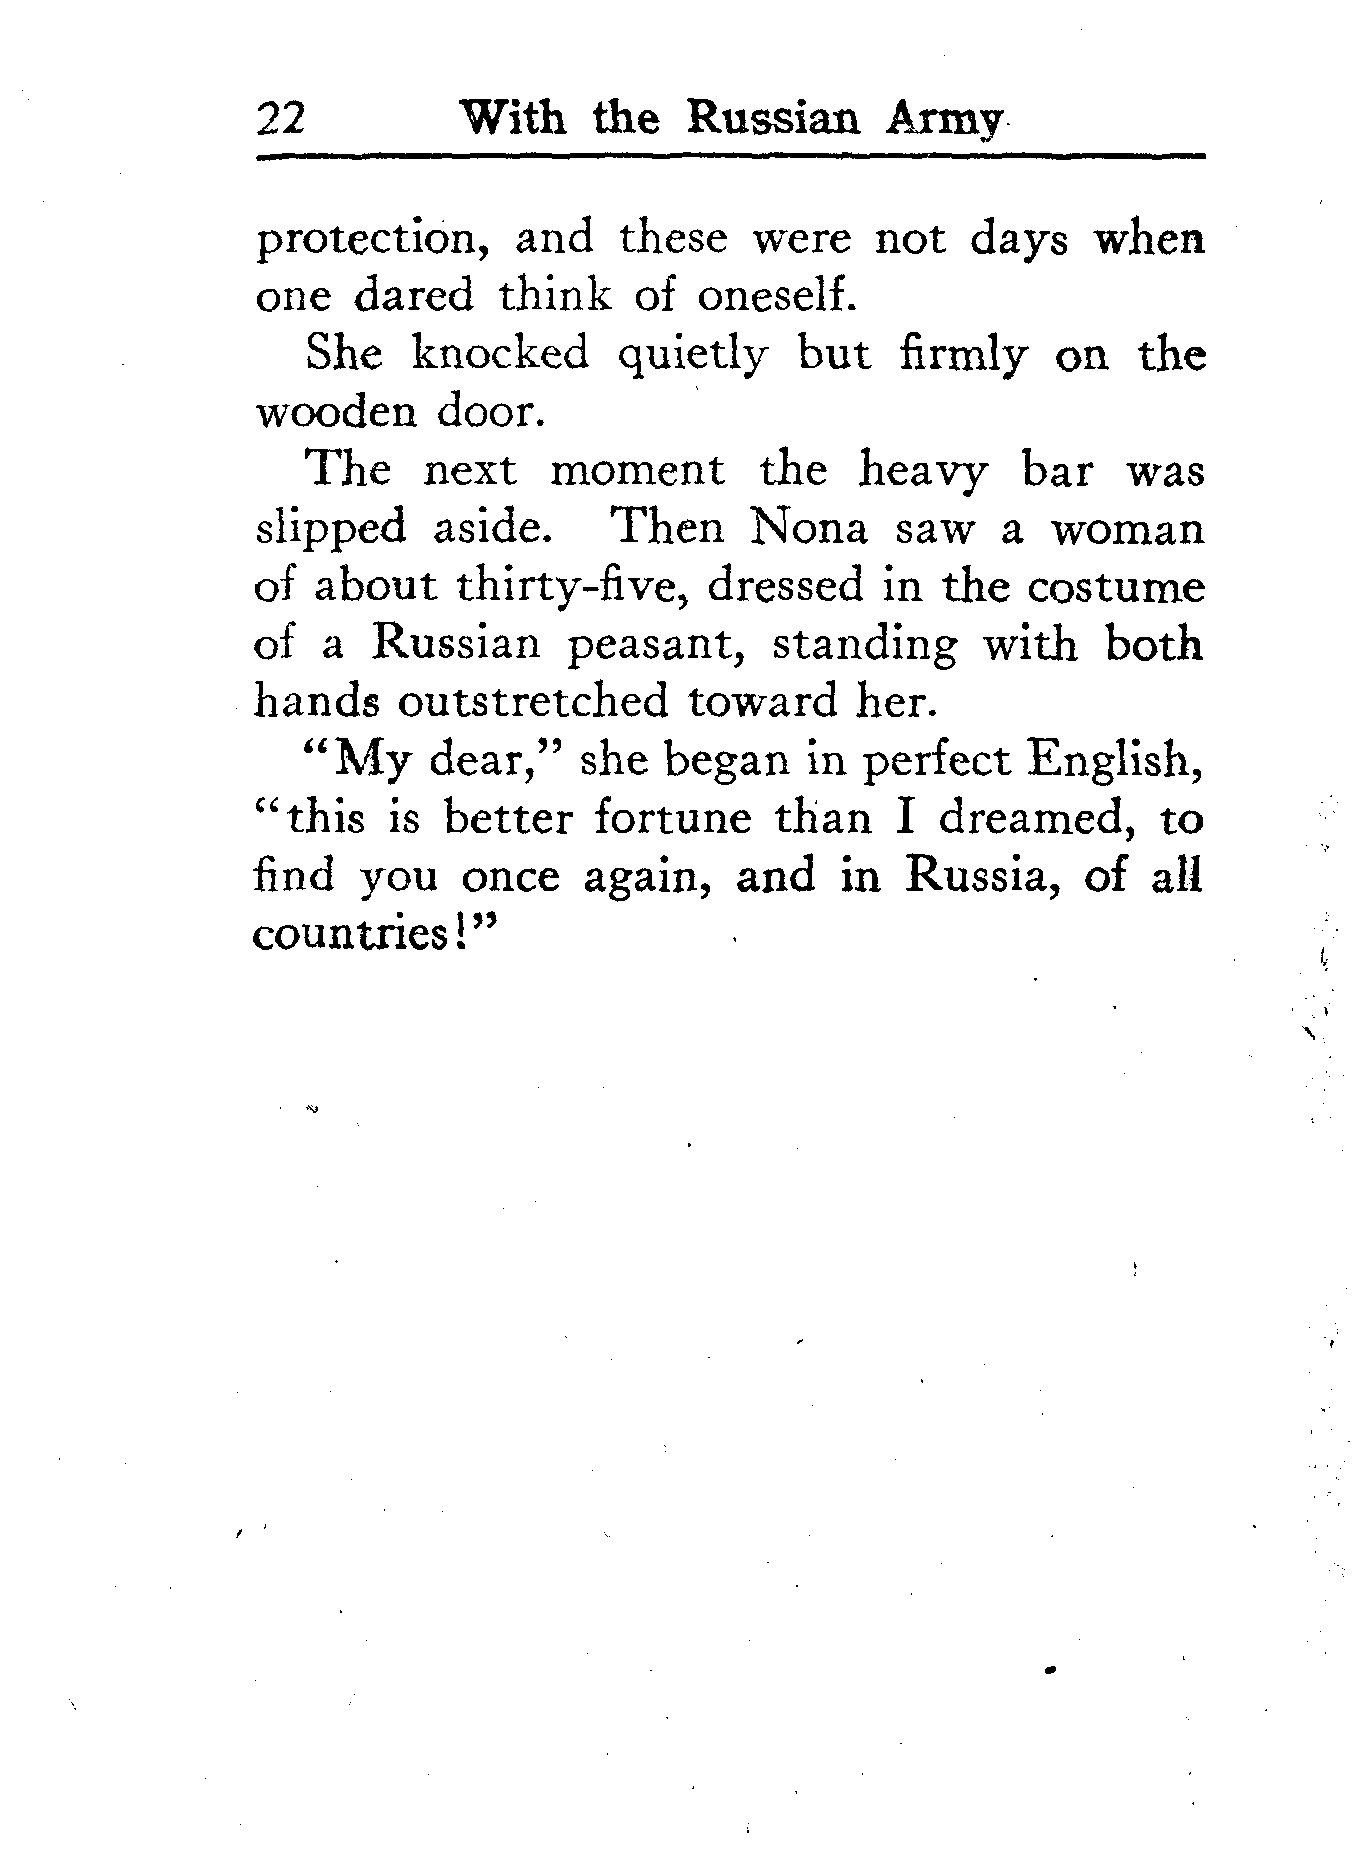 22 With the Russian Army
protection, and these were not days when
one dared think of oneself.
She knocked quietly but firmly on the
wooden door.
The next moment the heavy bar was
slipped aside. Then Nona saw a woman
of about thirty-five, dressed in the costume
of a Russian peasant, standing with both
hands outstretched toward her.
“My dear,” she began in perfect English,
“this is better fortune than I dreamed, to
find you once again, and in Russia, of all
countries!”